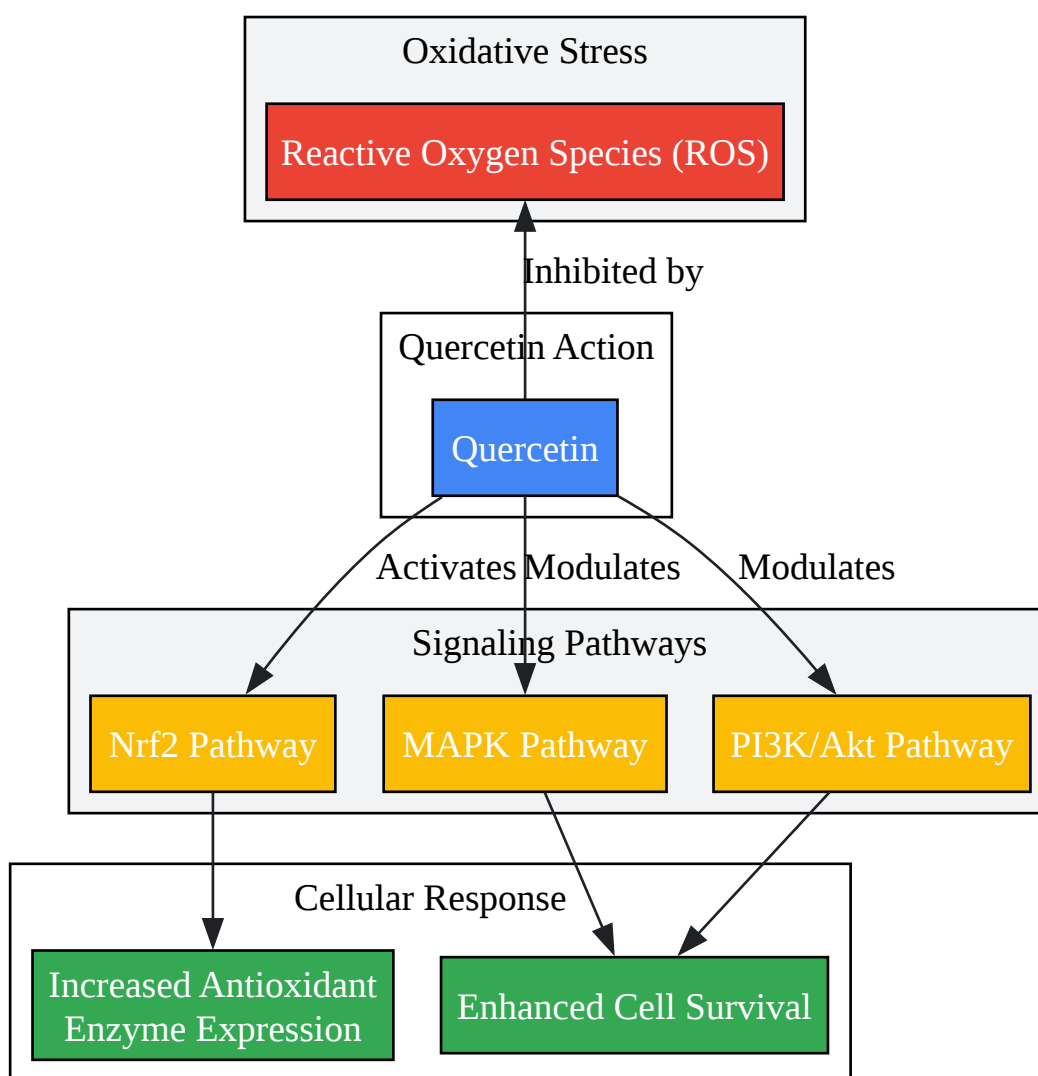 Oxidative Stress
Reactive Oxygen Species (ROS)
Inhibited by
Quercetin Action
Quercetin
Activates
Modulates
Modulates
Signaling Pathways
Nrf2 Pathway
MAPK Pathway
PI3K/Akt Pathway
Cellular Response
Increased Antioxidant
Enzyme Expression
Enhanced Cell Survival